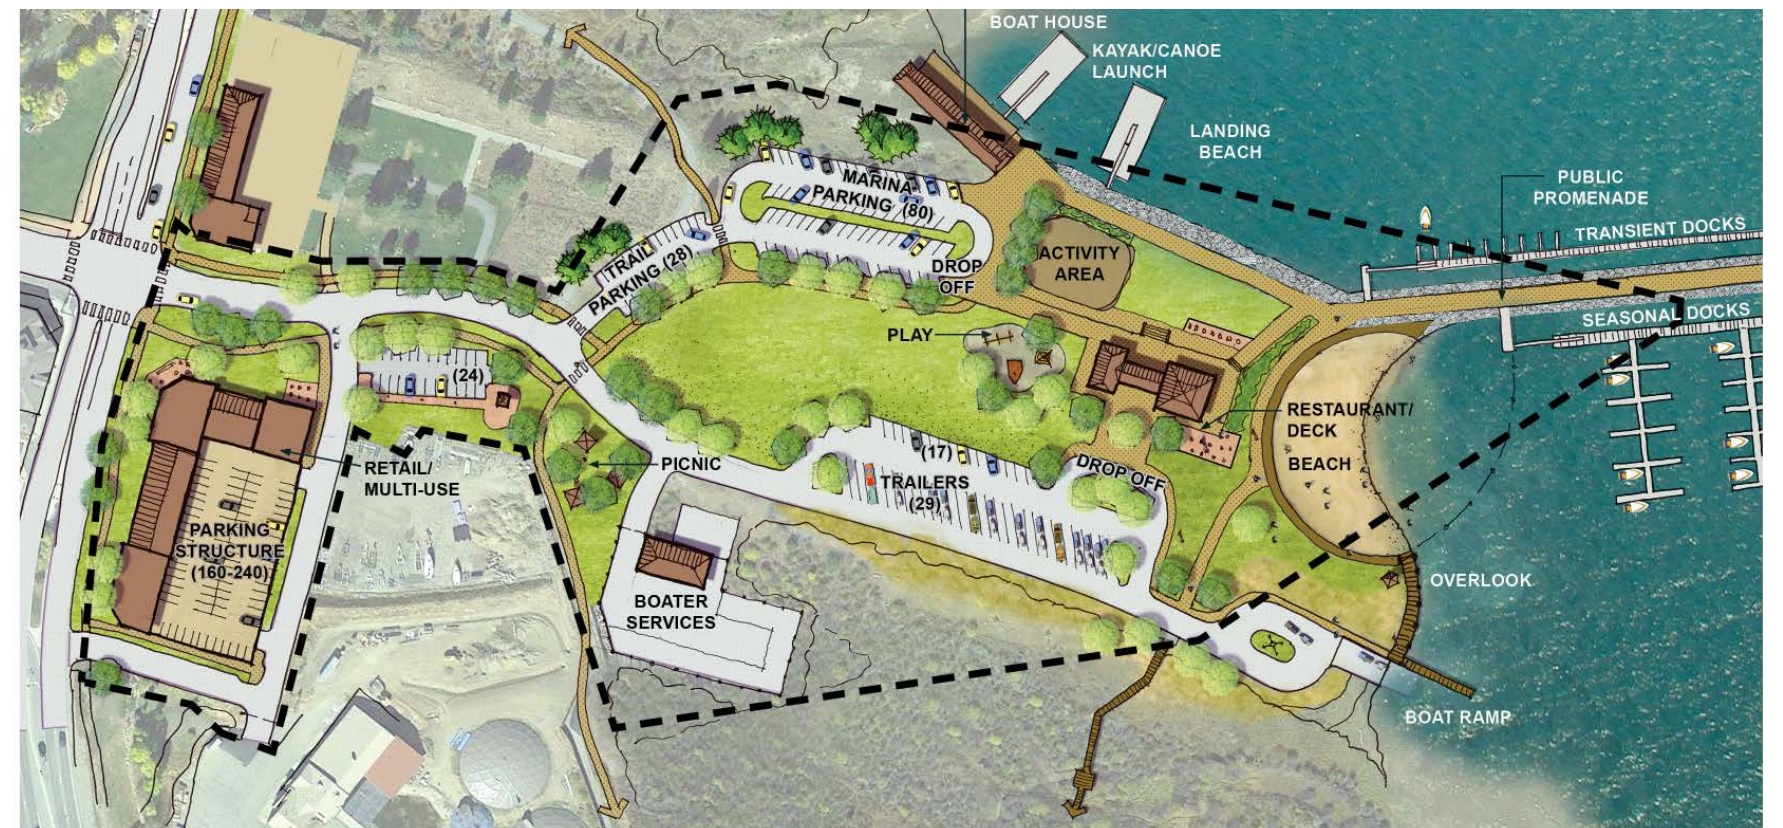 BOAT HOUSE
KAYAK/CANOE
LAUNCH
LANDING
BEACH
PUBLIC
PROMENADE
TRANSIENT DOCKS
SEASONAL DOCKS
MARINA
PARKING (80)
TRAIL
PARKING (28)
DROP
OFF
ACTIVITY
AREA
PLAY
(24)
RESTAURANT/
DECK
BEACH
RETAIL/
MULTI-USE
PICNIC
(17)
TRAILERS
(29)
DROP OFF
PARKING
STRUCTURE
(160-240)
BOATER
SERVICES
OVERLOOK
BOAT RAMP